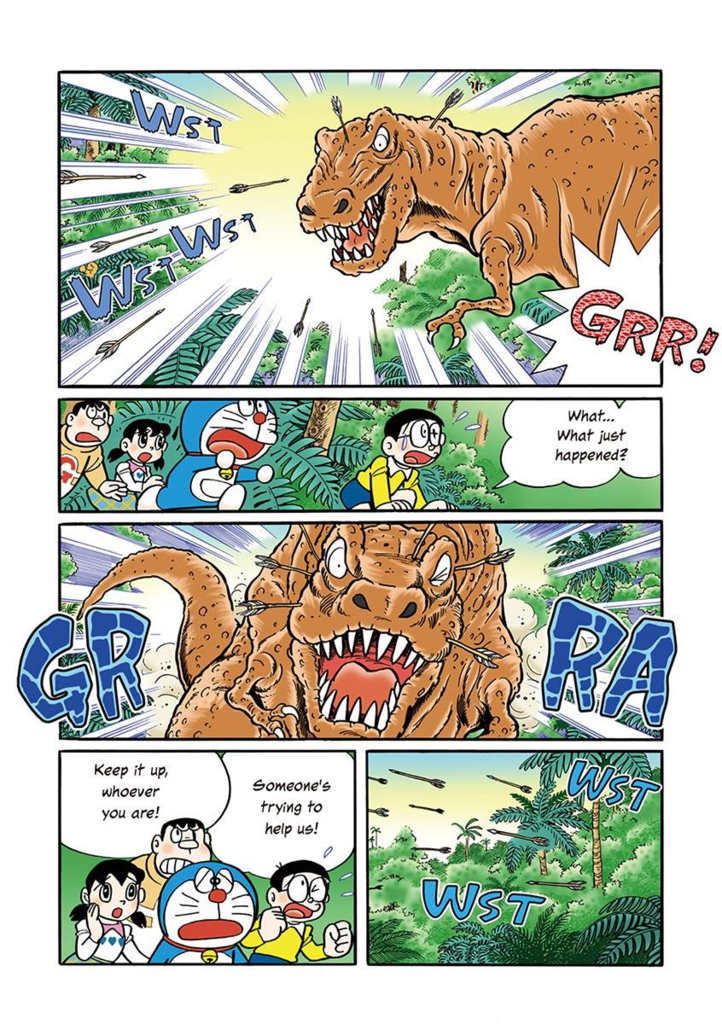 WST
WST
WST
GRR!
G
What...
What just
happened?
GR
RA
Keep it up,
whoever
you are!
Someone's
trying to
help us!
WST
WST